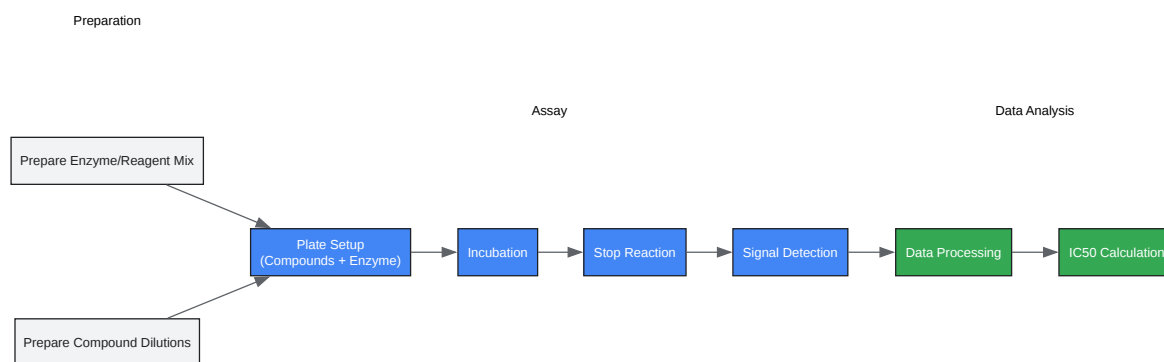 Preparation
Assay
Data Analysis
Prepare Enzyme/Reagent Mix
Plate Setup
(Compounds + Enzyme)
Incubation
Stop Reaction
Signal Detection
Data Processing
IC50 Calculation
Prepare Compound Dilutions